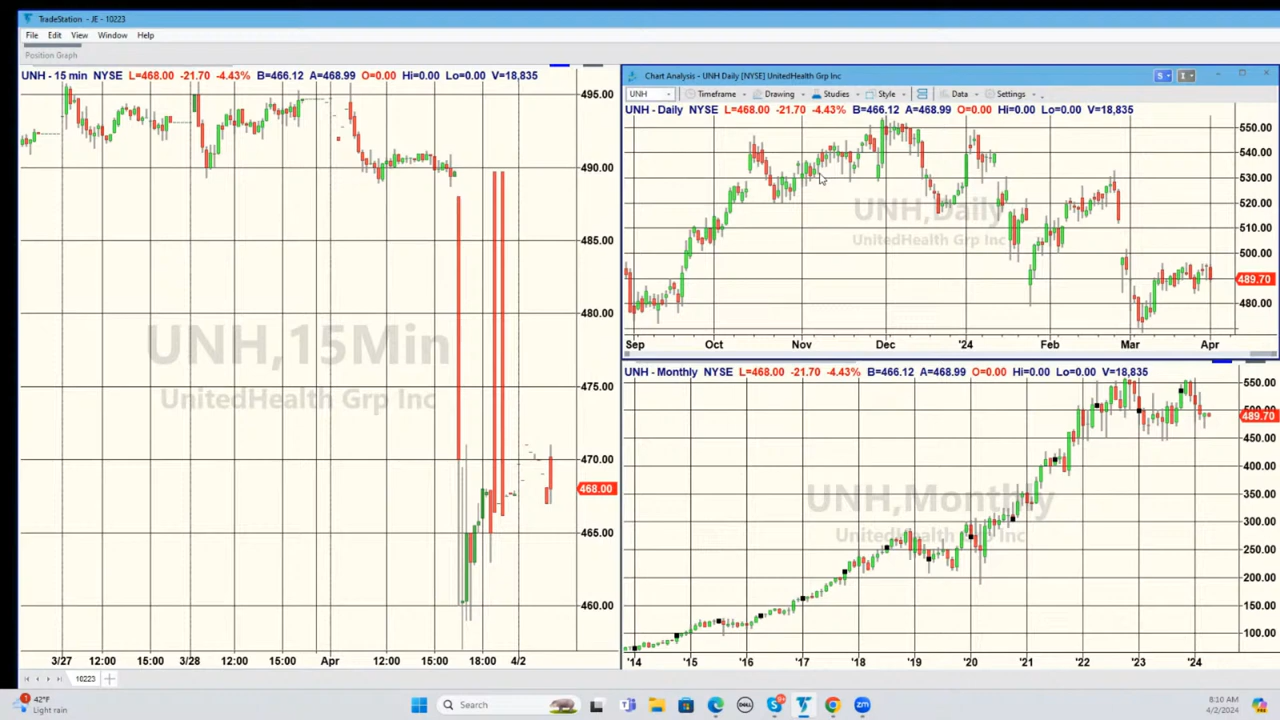 TradeStation - JE - 10223
File Edit View Window Help
Position Graph
UNH - 15 min NYSE L=468.00 -21.70 -4.43% B=466.12 A=468.99 O=0.00 Hi=0.00 Lo=0.00 V=18,835
495.00
490.00
485.00
480.00
475.00
470.00
468.00
465.00
460.00
UNH,15Min
UnitedHealth Grp Inc
3/27 12:00 15:00 3/28 12:00 15:00 Apr 12:00 15:00 18:00 4/2
Chart Analysis - UNH Daily [NYSE] UnitedHealth Grp Inc
UNH Timeframe Drawing Studies Style Data Settings
UNH - Daily NYSE L=468.00 -21.70 -4.43% B=466.12 A=468.99 O=0.00 Hi=0.00 Lo=0.00 V=18,835
550.00
540.00
530.00
520.00
510.00
500.00
489.70
480.00
UNH,Daily
UnitedHealth Grp Inc
Sep Oct Nov Dec '24 Feb Mar Apr
UNH - Monthly NYSE L=468.00 -21.70 -4.43% B=466.12 A=468.99 O=0.00 Hi=0.00 Lo=0.00 V=18,835
550.00
489.70
450.00
400.00
350.00
300.00
250.00
200.00
150.00
100.00
UNH,Monthly
UnitedHealth Grp Inc
'14 '15 '16 '17 '18 '19 '20 '21 '22 '23 '24
10223
42°F
Light rain
Search
8:10 AM
4/2/2024